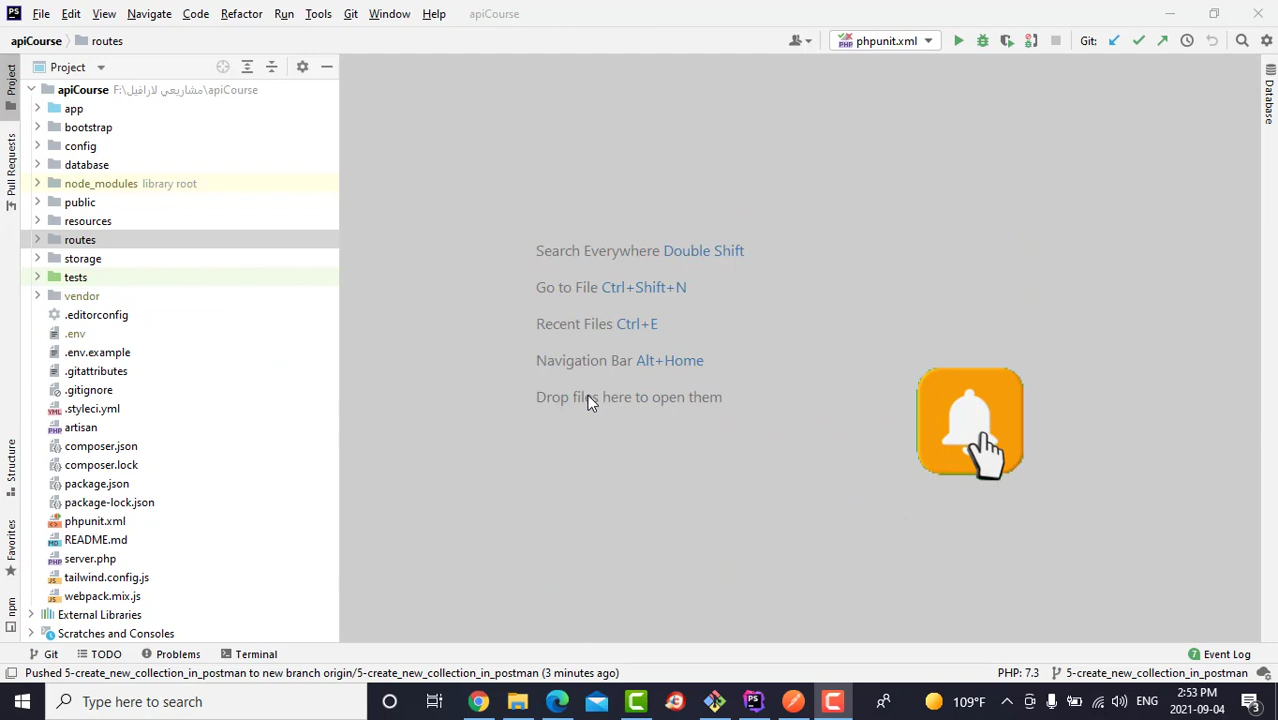 File Edit View Navigate Code Refactor Run Tools Git Window Help apiCourse
apiCourse routes phpunit.xml Git:
Project
Project
apiCourse F:\مشاريعي لارافيل\apiCourse
app
bootstrap
config
database
node_modules library root
public
resources
routes
storage
tests
vendor
.editorconfig
.env
.env.example
.gitattributes
.gitignore
.styleci.yml
artisan
composer.json
composer.lock
package.json
package-lock.json
phpunit.xml
README.md
server.php
tailwind.config.js
webpack.mix.js
External Libraries
Scratches and Consoles
Pull Requests
Structure
Favorites
npm
Search Everywhere Double Shift
Go to File Ctrl+Shift+N
Recent Files Ctrl+E
Navigation Bar Alt+Home
Drop files here to open them
Database
Git TODO Problems Terminal 7 Event Log
Pushed 5-create_new_collection_in_postman to new branch origin/5-create_new_collection_in_postman (3 minutes ago) PHP: 7.3 5-create_new_collection_in_postman
Type here to search 109°F ENG 2:53 PM
2021-09-04 3